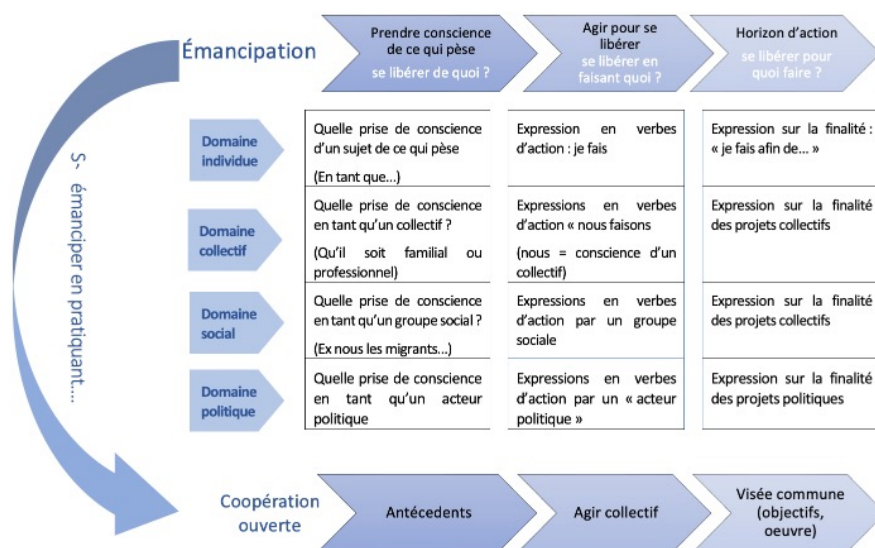 Émancipation
Prendre conscience
de ce qui pèse
se libérer de quoi ?
Agir pour se
libérer
se libérer en
faisant quoi ?
Horizon d’action
se libérer pour
quoi faire ?
S- émanciper en pratiquant....
Domaine
individue
Quelle prise de conscience
d’un sujet de ce qui pèse
(En tant que…)
Expression en verbes
d’action : je fais
Expression sur la finalité :
« je fais afin de… »
Domaine
collectif
Quelle prise de conscience
en tant qu’un collectif ?
(Qu’il soit familial ou
professionnel)
Expressions en verbes
d’action « nous faisons
(nous = conscience d’un
collectif)
Expression sur la finalité
des projets collectifs
Domaine
social
Quelle prise de conscience
en tant qu’un groupe social ?
(Ex nous les migrants…)
Expressions en verbes
d’action par un groupe
sociale
Expression sur la finalité
des projets collectifs
Domaine
politique
Quelle prise de conscience
en tant qu’un acteur
politique
Expressions en verbes
d’action par un « acteur
politique »
Expression sur la finalité
des projets politiques
Coopération
ouverte
Antécedents
Agir collectif
Visée commune
(objectifs,
oeuvre)